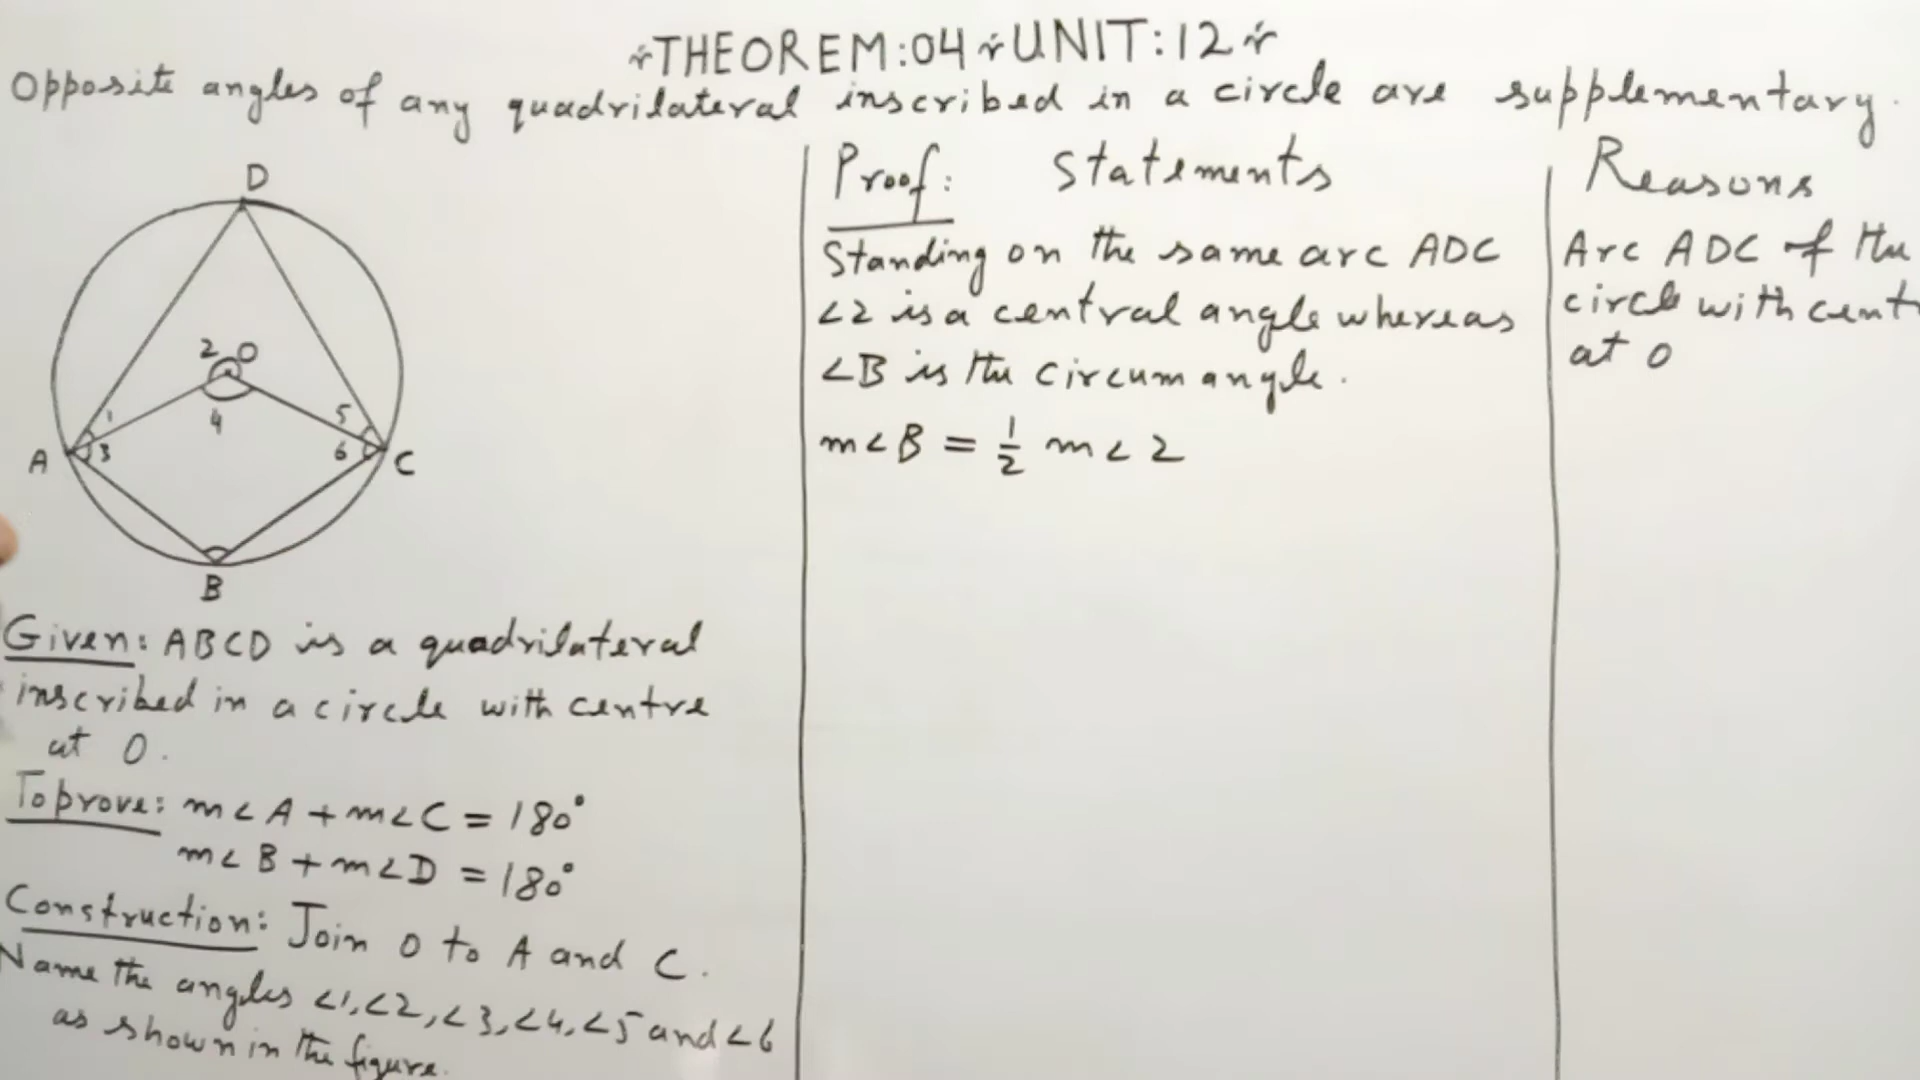 THEOREM:04 UNIT:12
Opposite angles of any quadrilateral inscribed in a circle are supplementary.
D
2 O
1
4
5
3
6
A
C
B
Given: ABCD is a quadrilateral
inscribed in a circle with centre
at O.
To prove: m∠A + m∠C = 180°
m∠B + m∠D = 180°
Construction: Join O to A and C.
Name the angles ∠1, ∠2, ∠3, ∠4, ∠5 and ∠6
as shown in the figure.
Proof: Statements
Standing on the same arc ADC
∠2 is a central angle whereas
∠B is the circum angle.
m∠B = 1/2 m∠2
Reasons
Arc ADC of the
circle with cent
at O